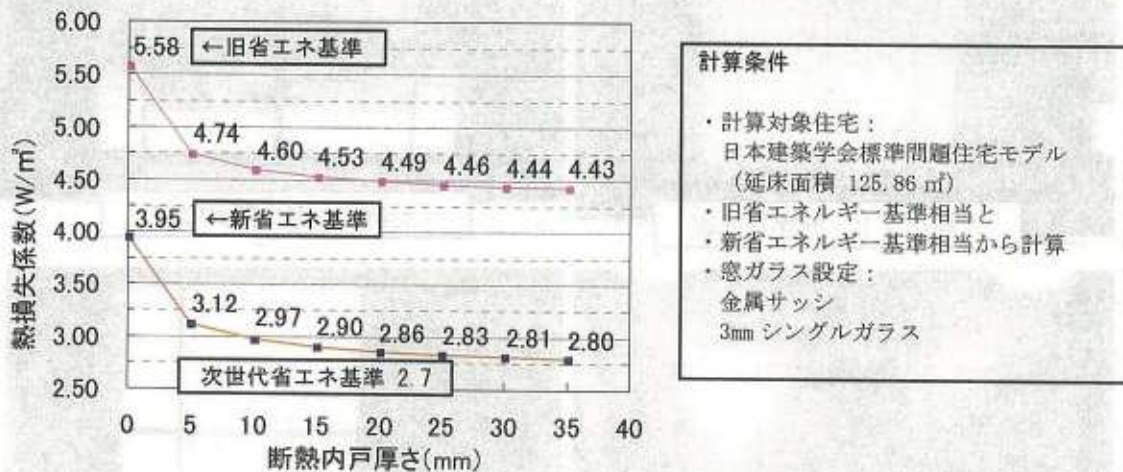 熱損失係数(W/㎡)
6.00
5.50
5.00
4.50
4.00
3.50
3.00
2.50
5.58
←旧省エネ基準
4.74
4.60
4.53
4.49
4.46
4.44
4.43
3.95
←新省エネ基準
3.12
2.97
2.90
2.86
2.83
2.81
2.80
次世代省エネ基準 2.7
0
5
10
15
20
25
30
35
40
断熱内戸厚さ(mm)
計算条件
・計算対象住宅：
日本建築学会標準問題住宅モデル
（延床面積 125.86 ㎡）
・旧省エネルギー基準相当と
・新省エネルギー基準相当から計算
・窓ガラス設定：
金属サッシ
3mm シングルガラス